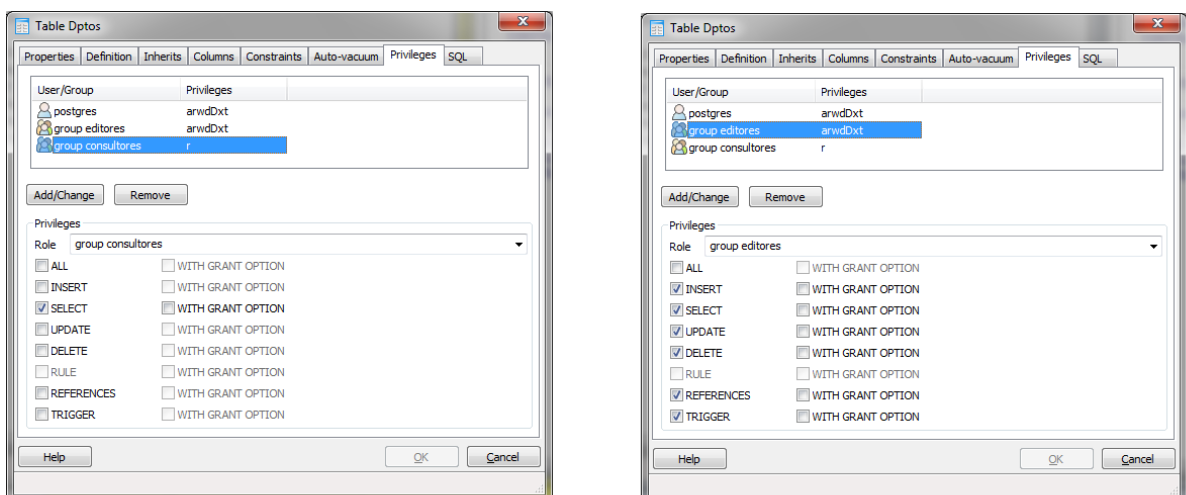 Table Dptos
Properties Definition Inherits Columns Constraints Auto-vacuum Privileges SQL
User/Group Privileges
postgres arwdDxt
group editores arwdDxt
group consultores r
Add/Change Remove
Privileges
Role group consultores
ALL WITH GRANT OPTION
INSERT WITH GRANT OPTION
SELECT WITH GRANT OPTION
UPDATE WITH GRANT OPTION
DELETE WITH GRANT OPTION
RULE WITH GRANT OPTION
REFERENCES WITH GRANT OPTION
TRIGGER WITH GRANT OPTION
Help OK Cancel
Table Dptos
Properties Definition Inherits Columns Constraints Auto-vacuum Privileges SQL
User/Group Privileges
postgres arwdDxt
group editores arwdDxt
group consultores r
Add/Change Remove
Privileges
Role group editores
ALL WITH GRANT OPTION
INSERT WITH GRANT OPTION
SELECT WITH GRANT OPTION
UPDATE WITH GRANT OPTION
DELETE WITH GRANT OPTION
RULE WITH GRANT OPTION
REFERENCES WITH GRANT OPTION
TRIGGER WITH GRANT OPTION
Help OK Cancel